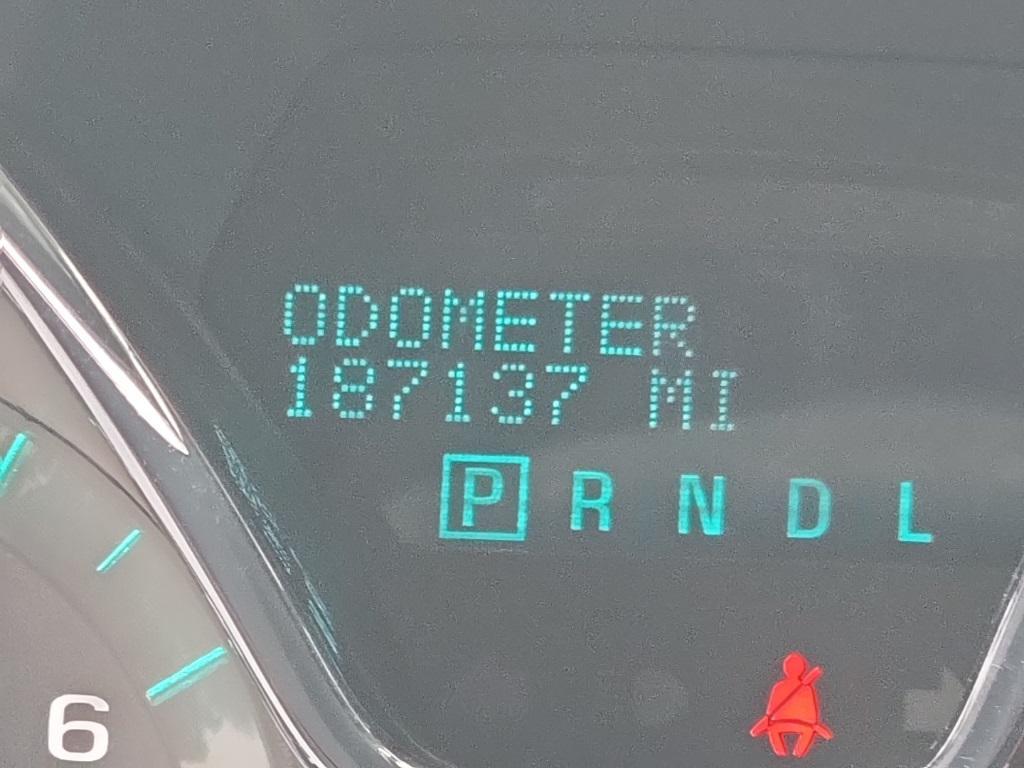 ODOMETER
187137 MI
P R N D L
6